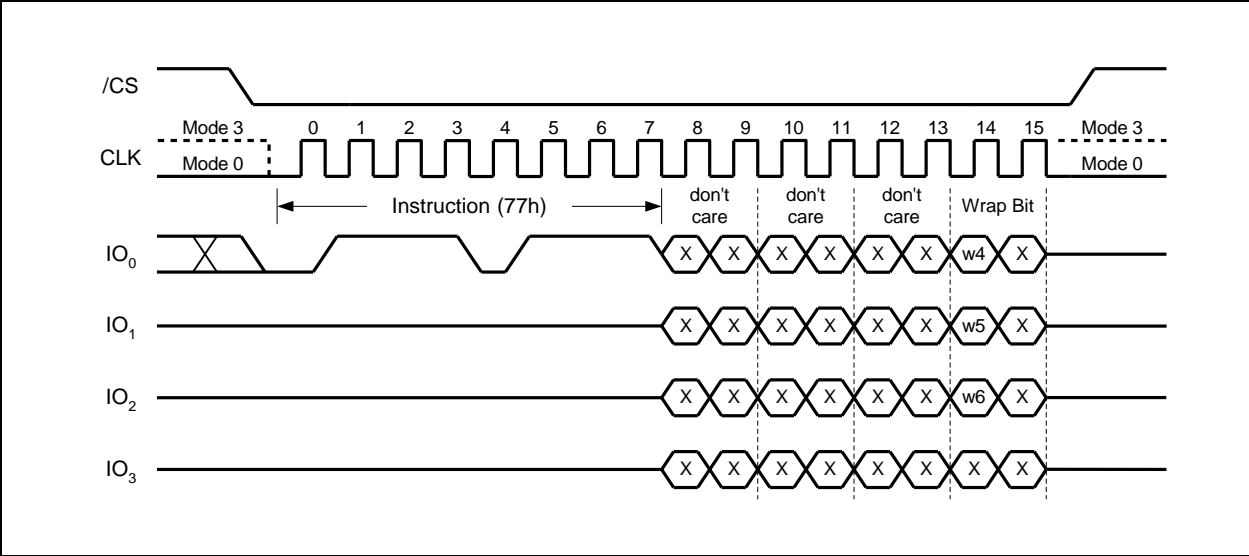 /CS
Mode 3 0 1 2 3 4 5 6 7 8 9 10 11 12 13 14 15 Mode 3
CLK
Mode 0 Mode 0
Instruction (77h) don't care don't care don't care Wrap Bit
IO0 X X X X X X w4 X
IO1 X X X X X X w5 X
IO2 X X X X X X w6 X
IO3 X X X X X X X X